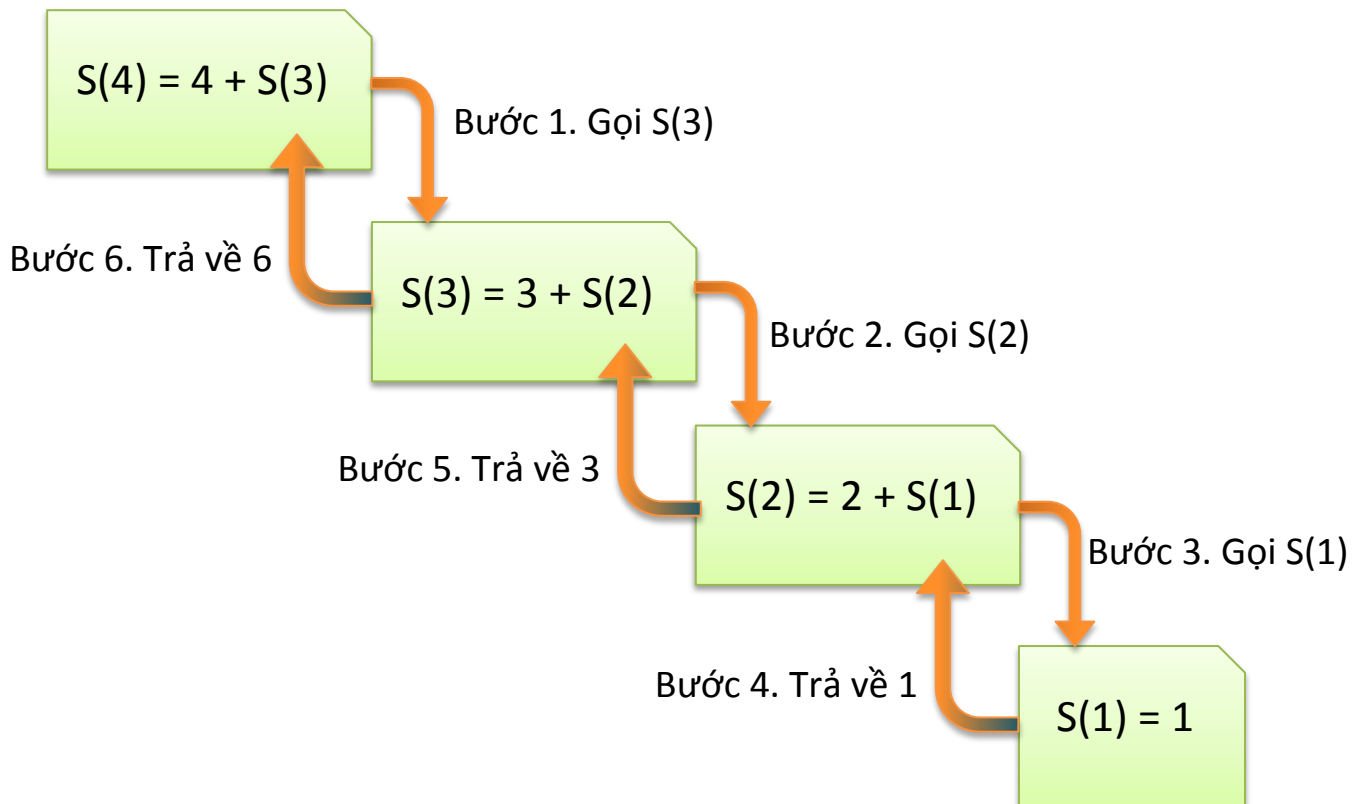 S(4) = 4 + S(3)
Bước 1. Gọi S(3)
Bước 6. Trả về 6
S(3) = 3 + S(2)
Bước 2. Gọi S(2)
Bước 5. Trả về 3
S(2) = 2 + S(1)
Bước 3. Gọi S(1)
Bước 4. Trả về 1
S(1) = 1